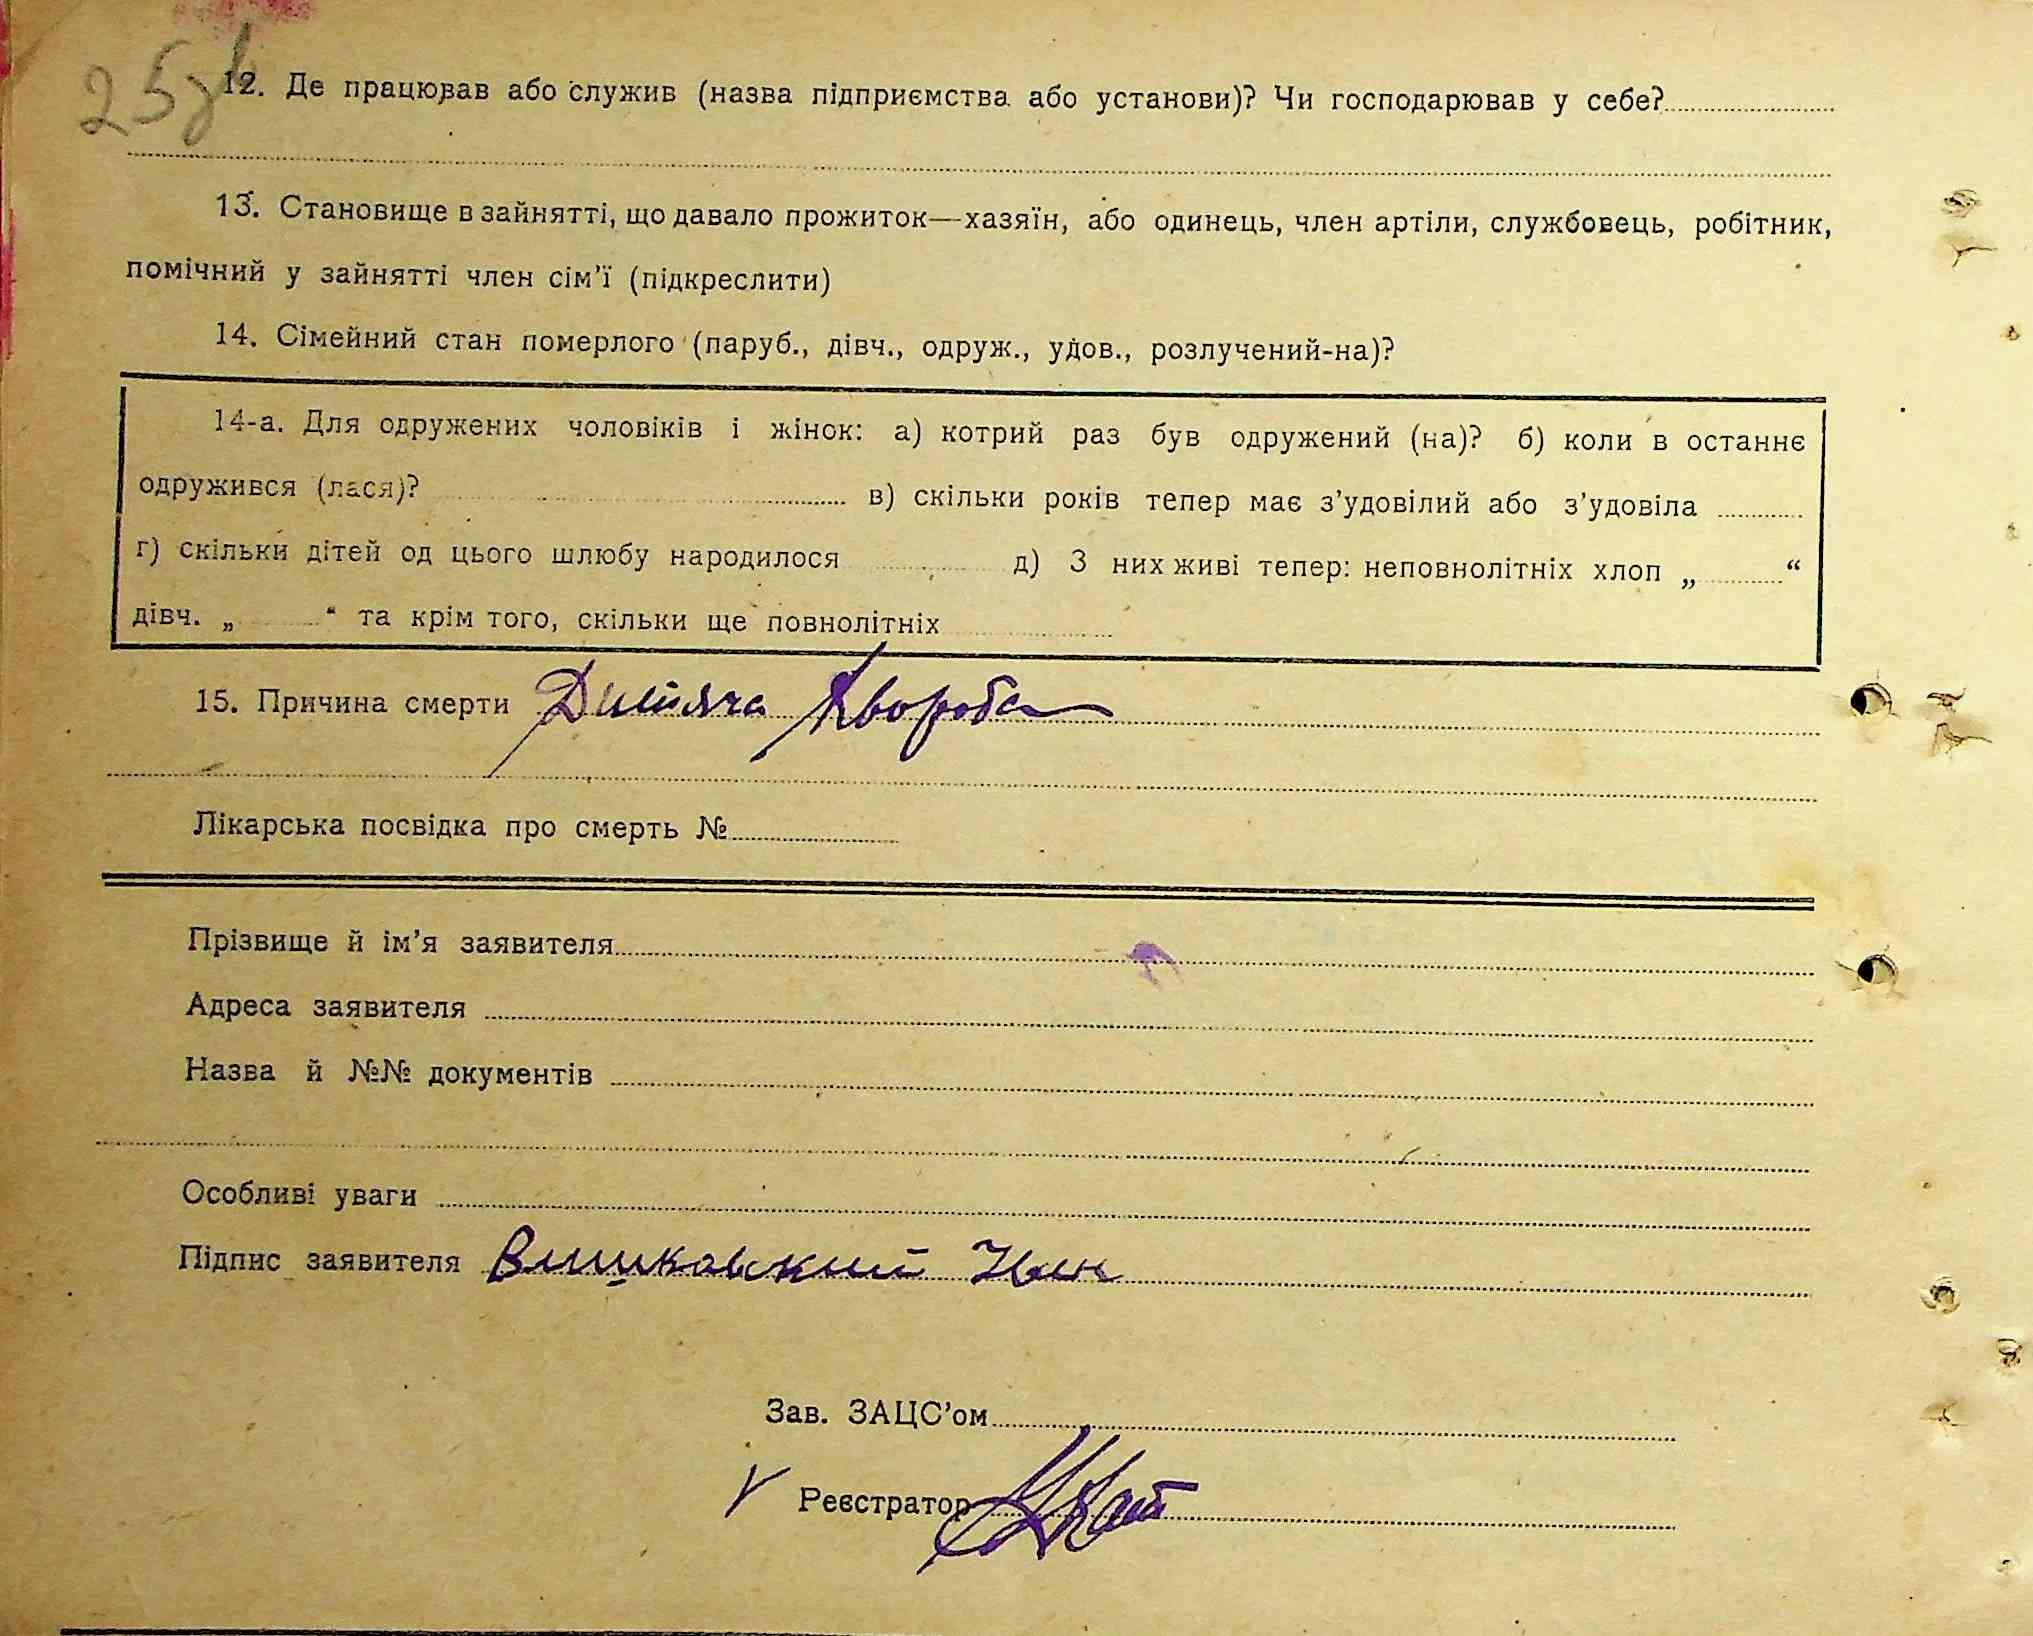 25зв
12. Де працював або служив (назва підприємства або установи)? Чи господарював у себе?
13. Становище в зайнятті, що давало прожиток—хазяїн, або одинець, член артіли, службовець, робітник,
помічний у зайнятті член сім'ї (підкреслити)
14. Сімейний стан померлого (паруб., дівч., одруж., удов., розлучений-на)?
14-а. Для одружених чоловіків і жінок: а) котрий раз був одружений (на)? б) коли в останнє
одружився (лася)? в) скільки років тепер має з'удовілий або з'удовіла
г) скільки дітей од цього шлюбу народилося д) З них живі тепер: неповнолітніх хлоп „ “
дівч. „ “ та крім того, скільки ще повнолітніх
15. Причина смерти Дитяча хвороба
Лікарська посвідка про смерть №
Прізвище й ім'я заявителя
Адреса заявителя
Назва й №№ документів
Особливі уваги
Підпис заявителя Вишковський Іван
Зав. ЗАЦС'ом
Реєстратор